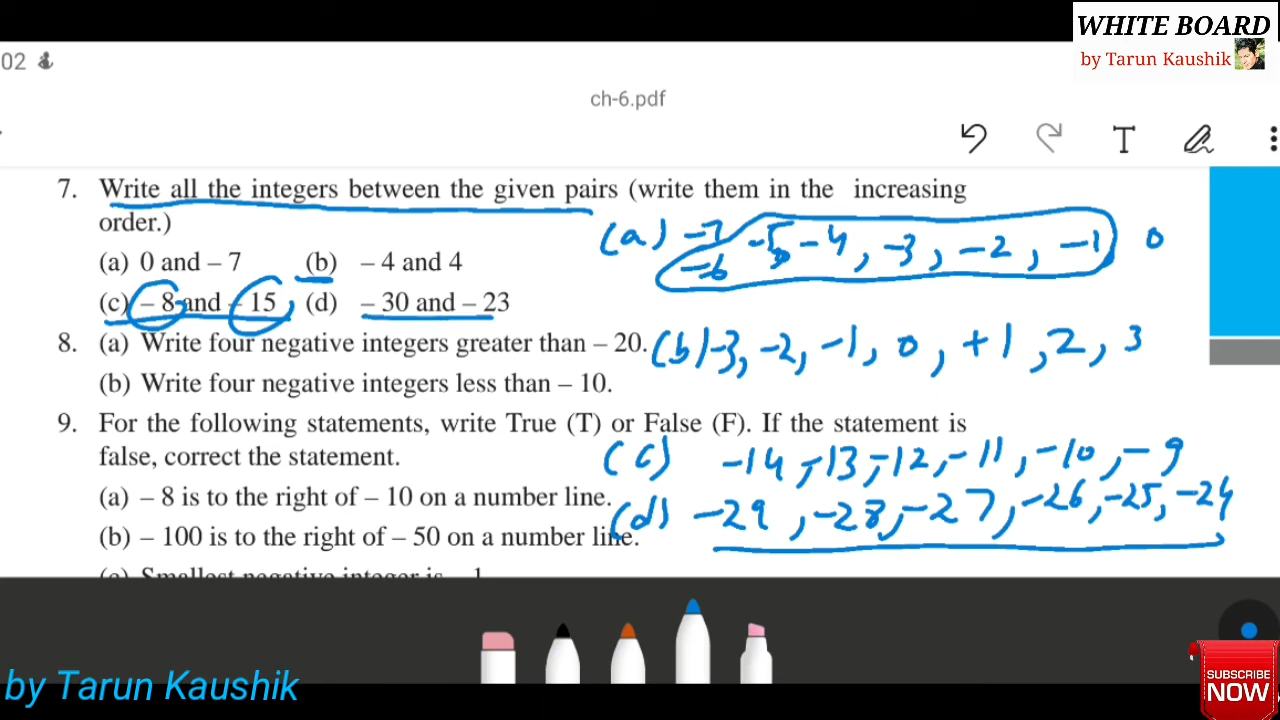 WHITE BOARD
by Tarun Kaushik
02
ch-6.pdf
T
7. Write all the integers between the given pairs (write them in the increasing
order.)
(a) 0 and – 7 (b) – 4 and 4
(c) – 8 and – 15, (d) – 30 and – 23
(a) -7 -6 -5 -4, -3, -2, -1 0
8. (a) Write four negative integers greater than – 20.
(b) -3, -2, -1, 0, +1, 2, 3
(b) Write four negative integers less than – 10.
9. For the following statements, write True (T) or False (F). If the statement is
false, correct the statement.
(c) -14, -13, -12, -11, -10, -9
(a) – 8 is to the right of – 10 on a number line.
(d) -29, -28, -27, -26, -25, -24
(b) – 100 is to the right of – 50 on a number line.
(c) Smallest negative integer is – 1
by Tarun Kaushik
SUBSCRIBE
NOW